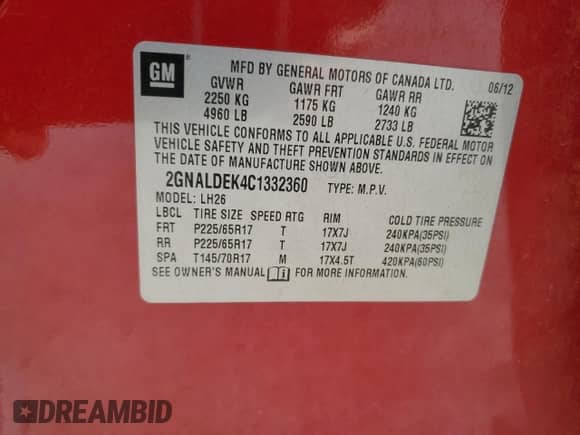 GM
MFD BY GENERAL MOTORS OF CANADA LTD.
06/12
GVWR GAWR FRT GAWR RR
2250 KG 1175 KG 1240 KG
4960 LB 2590 LB 2733 LB
THIS VEHICLE CONFORMS TO ALL APPLICABLE U.S. FEDERAL MOTOR
VEHICLE SAFETY AND THEFT PREVENTION STANDARDS IN EFFECT ON
THE DATE OF MANUFACTURE SHOWN ABOVE.
2GNALDEK4C1332360 TYPE: M.P.V.
MODEL: LH26
LBCL TIRE SIZE SPEED RTG RIM COLD TIRE PRESSURE
FRT P225/65R17 T 17X7J 240KPA(35PSI)
RR P225/65R17 T 17X7J 240KPA(35PSI)
SPA T145/70R17 M 17X4.5T 420KPA(60PSI)
SEE OWNER'S MANUAL FOR MORE INFORMATION.
DREAMBID